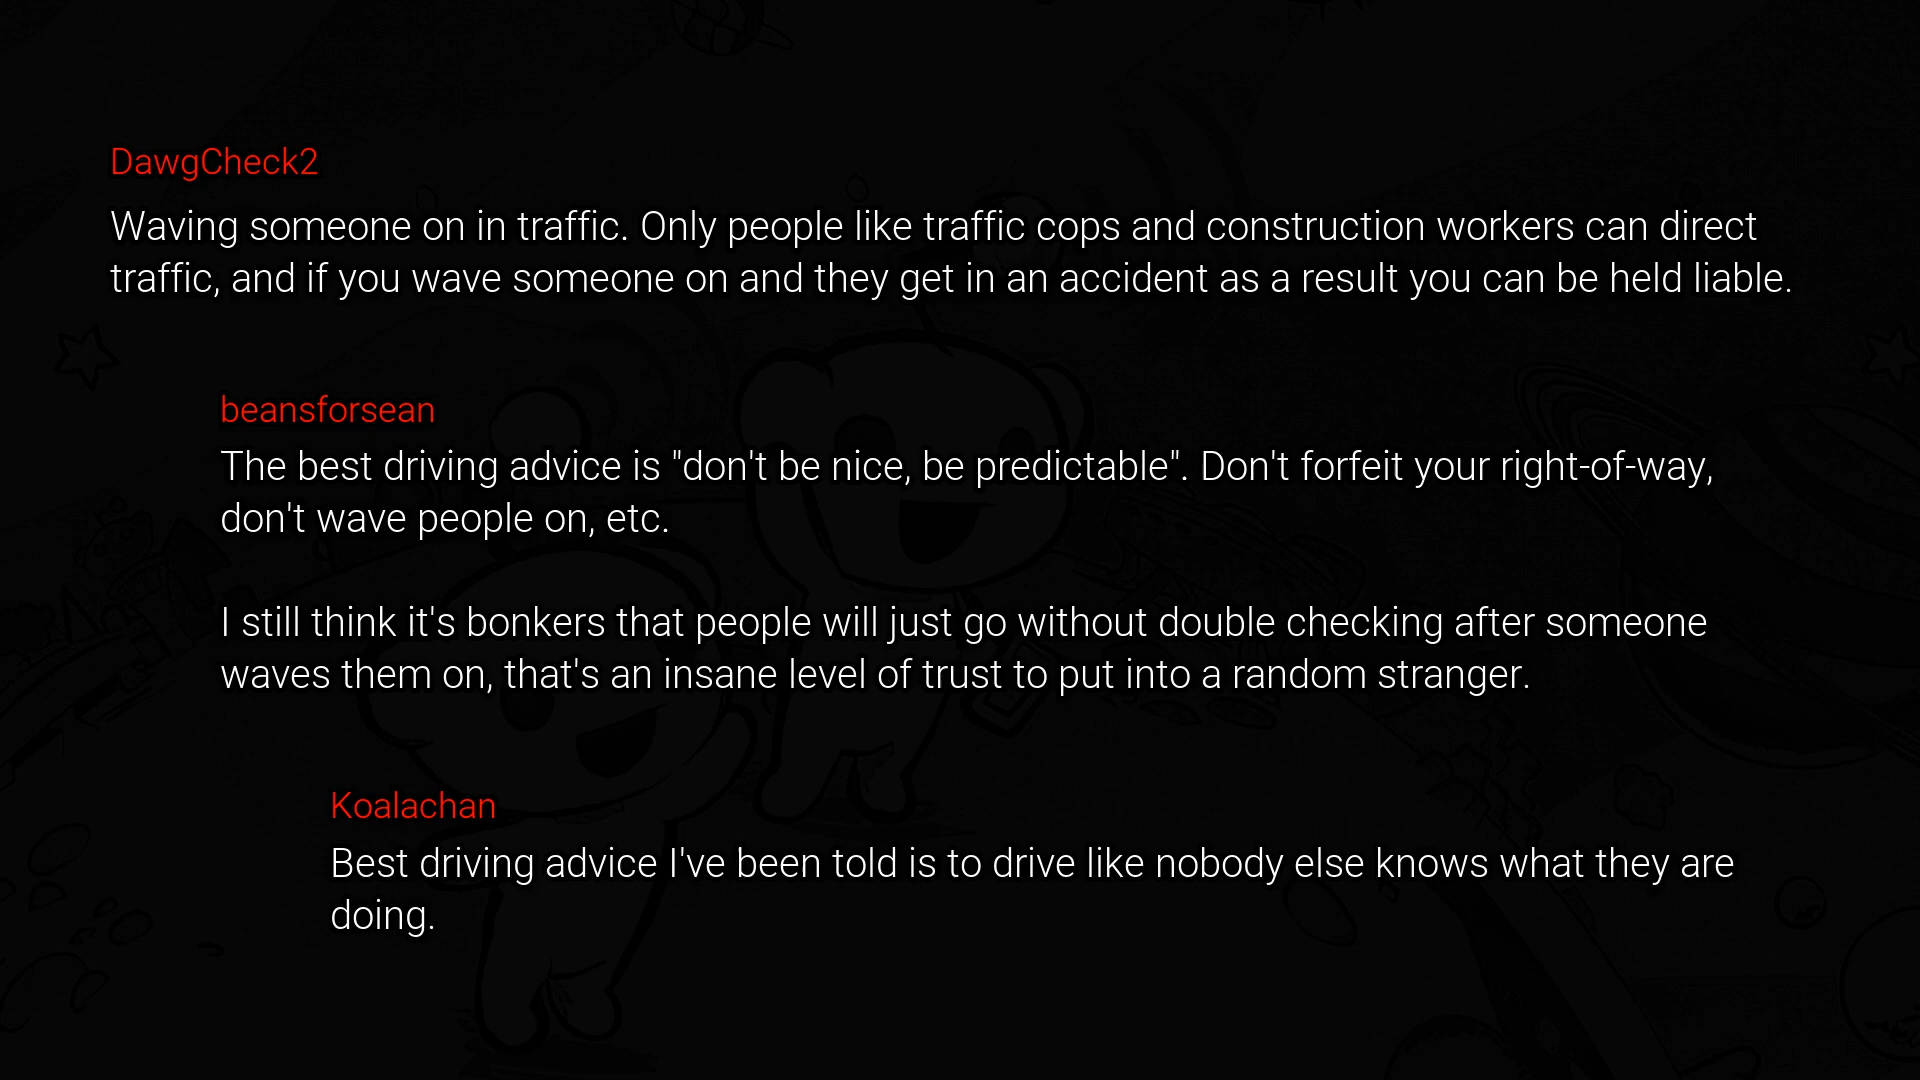 DawgCheck2
Waving someone on in traffic. Only people like traffic cops and construction workers can direct
traffic, and if you wave someone on and they get in an accident as a result you can be held liable.
beansforsean
The best driving advice is "don't be nice, be predictable". Don't forfeit your right-of-way,
don't wave people on, etc.
I still think it's bonkers that people will just go without double checking after someone
waves them on, that's an insane level of trust to put into a random stranger.
Koalachan
Best driving advice I've been told is to drive like nobody else knows what they are
doing.